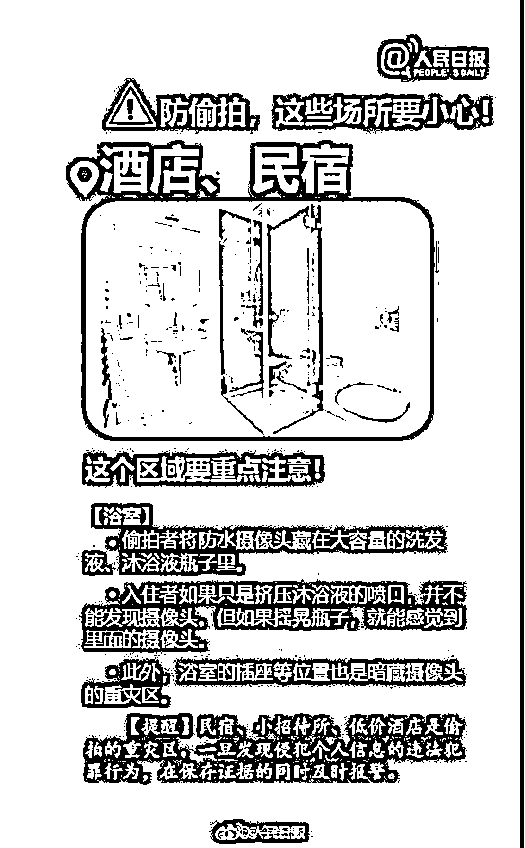 @人民日报
PEOPLE'S DAILY
防偷拍，这些场所要小心！
酒店、民宿
这个区域要重点注意！
【浴室】
偷拍者将防水摄像头藏在大容量的洗发
液、沐浴液瓶子里。
入住者如果只是挤压沐浴液的喷口，并不
能发现摄像头。但如果摇晃瓶子，就能感觉到
里面的摄像头。
此外，浴室的插座等位置也是暗藏摄像头
的重灾区。
【提醒】民宿、小招待所、低价酒店是偷
拍的重灾区，一旦发现侵犯个人信息的违法犯
罪行为，在保存证据的同时及时报警。
@人民日报